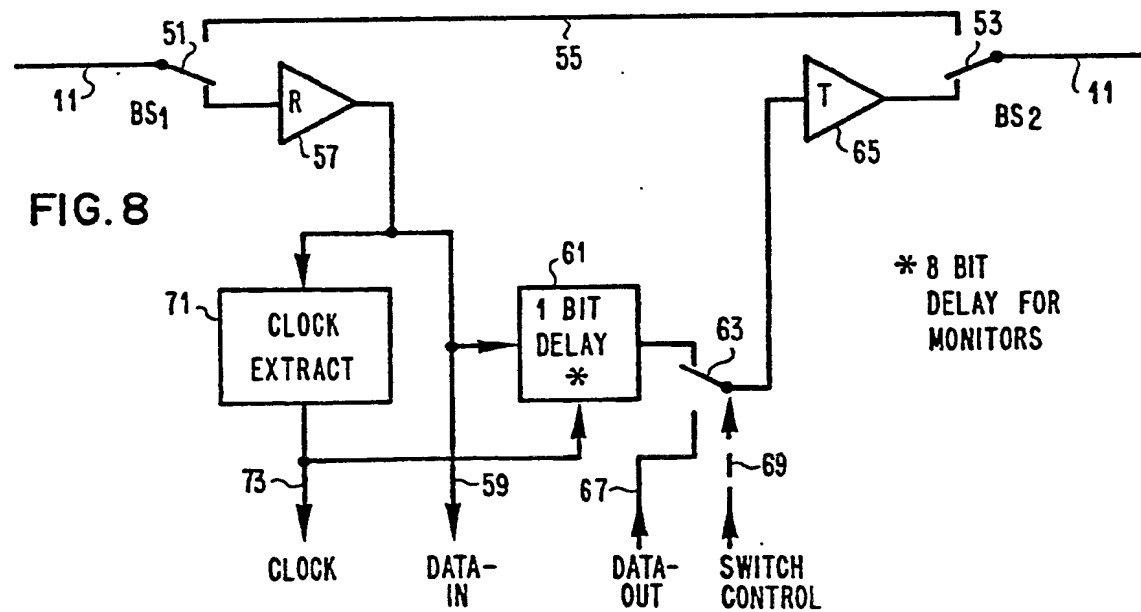 51
55
53
11
BS1
R
57
T
65
BS2
11
FIG. 8
71
CLOCK
EXTRACT
61
1 BIT
DELAY
*
63
* 8 BIT
DELAY FOR
MONITORS
73
59
67
69
CLOCK
DATA-
IN
DATA-
OUT
SWITCH
CONTROL